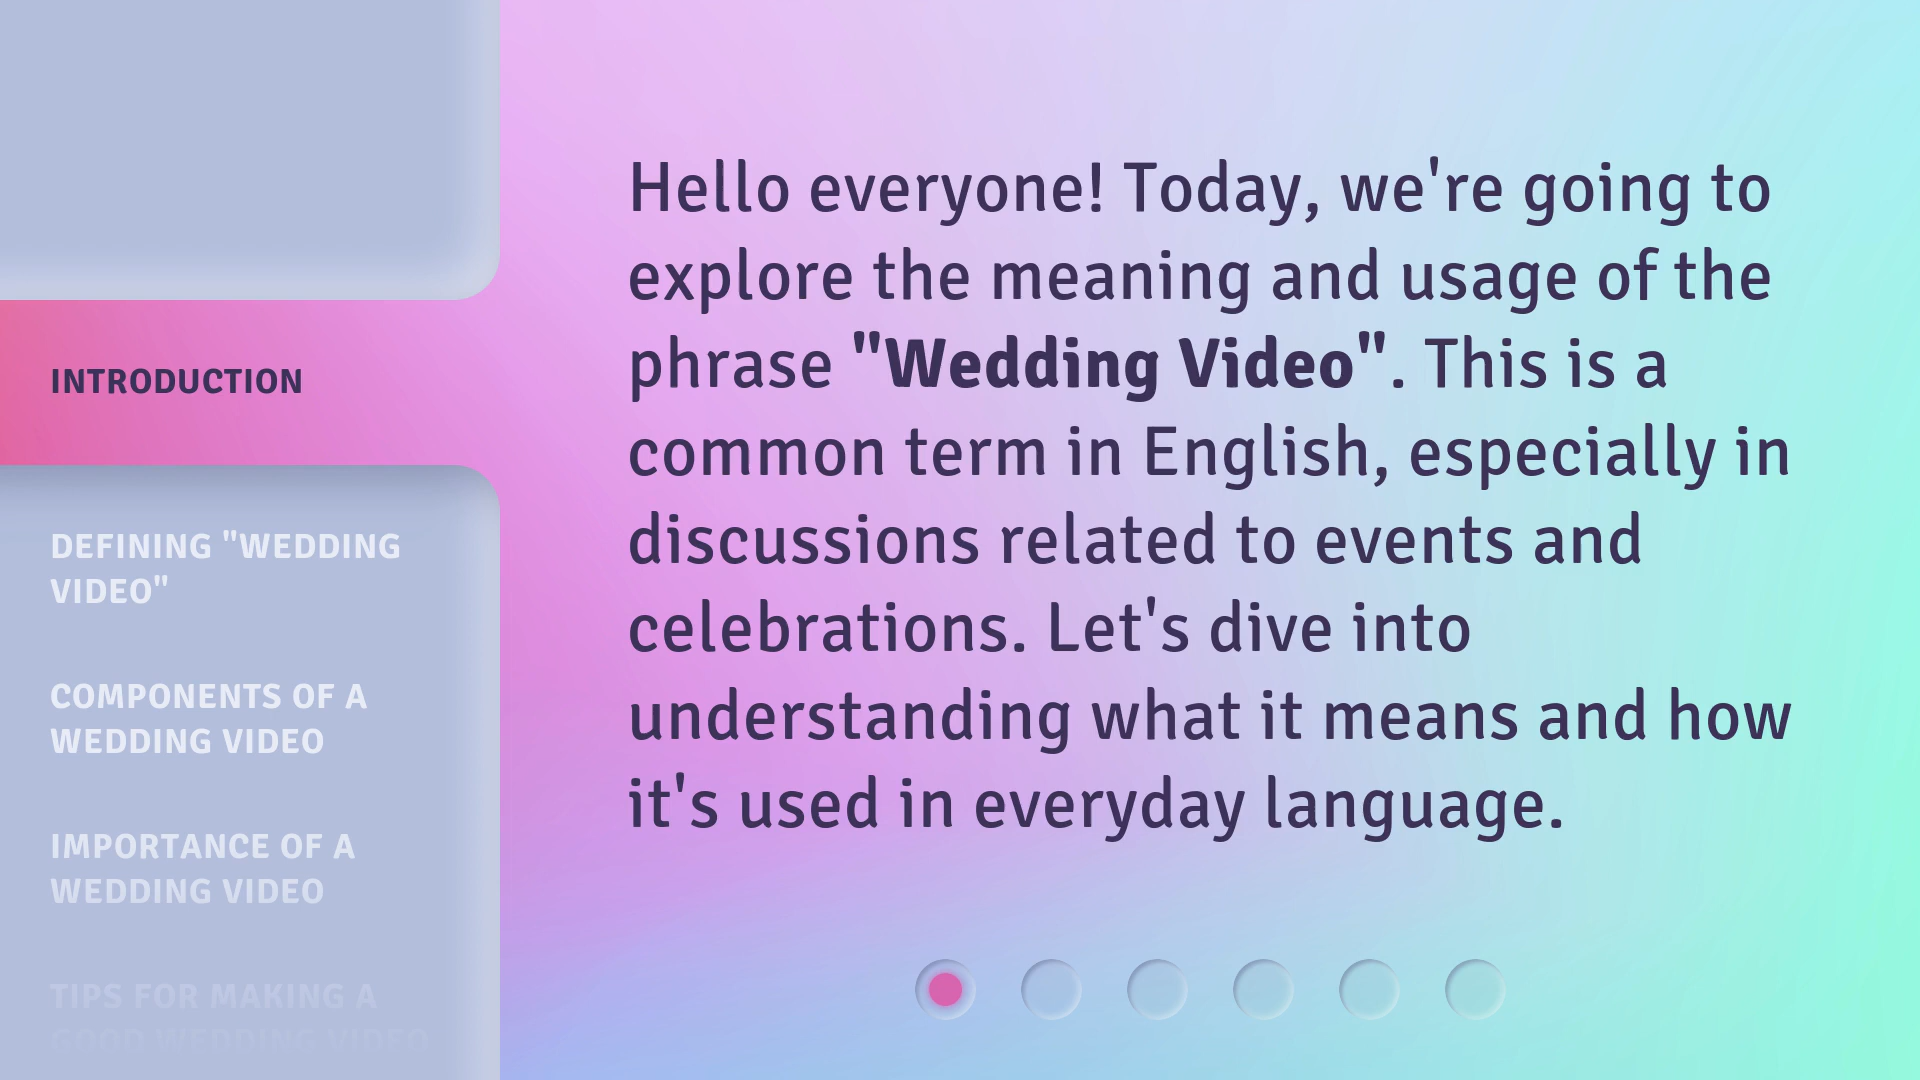 INTRODUCTION
DEFINING "WEDDING
VIDEO"
COMPONENTS OF A
WEDDING VIDEO
IMPORTANCE OF A
WEDDING VIDEO
TIPS FOR MAKING A
GOOD WEDDING VIDEO
Hello everyone! Today, we're going to
explore the meaning and usage of the
phrase "Wedding Video". This is a
common term in English, especially in
discussions related to events and
celebrations. Let's dive into
understanding what it means and how
it's used in everyday language.